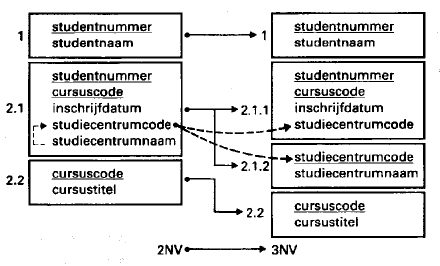 1
studentnummer
studentnaam
2.1
studentnummer
cursuscode
inschrijfdatum
studiecentrumcode
studiecentrumnaam
2.2
cursuscode
cursustitel
1
studentnummer
studentnaam
2.1.1
studentnummer
cursuscode
inschrijfdatum
studiecentrumcode
2.1.2
studiecentrumcode
studiecentrumnaam
2.2
cursuscode
cursustitel
2NV
3NV